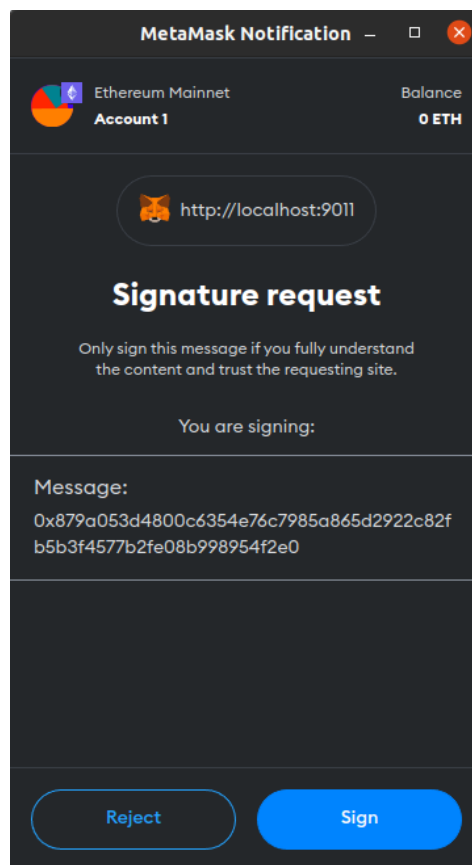 MetaMask Notification
Ethereum Mainnet
Balance
Account 1
0 ETH
http://localhost:9011
Signature request
Only sign this message if you fully understand
the content and trust the requesting site.
You are signing:
Message:
0x879a053d4800c6354e76c7985a865d2922c82f
b5b3f4577b2fe08b998954f2e0
Reject
Sign